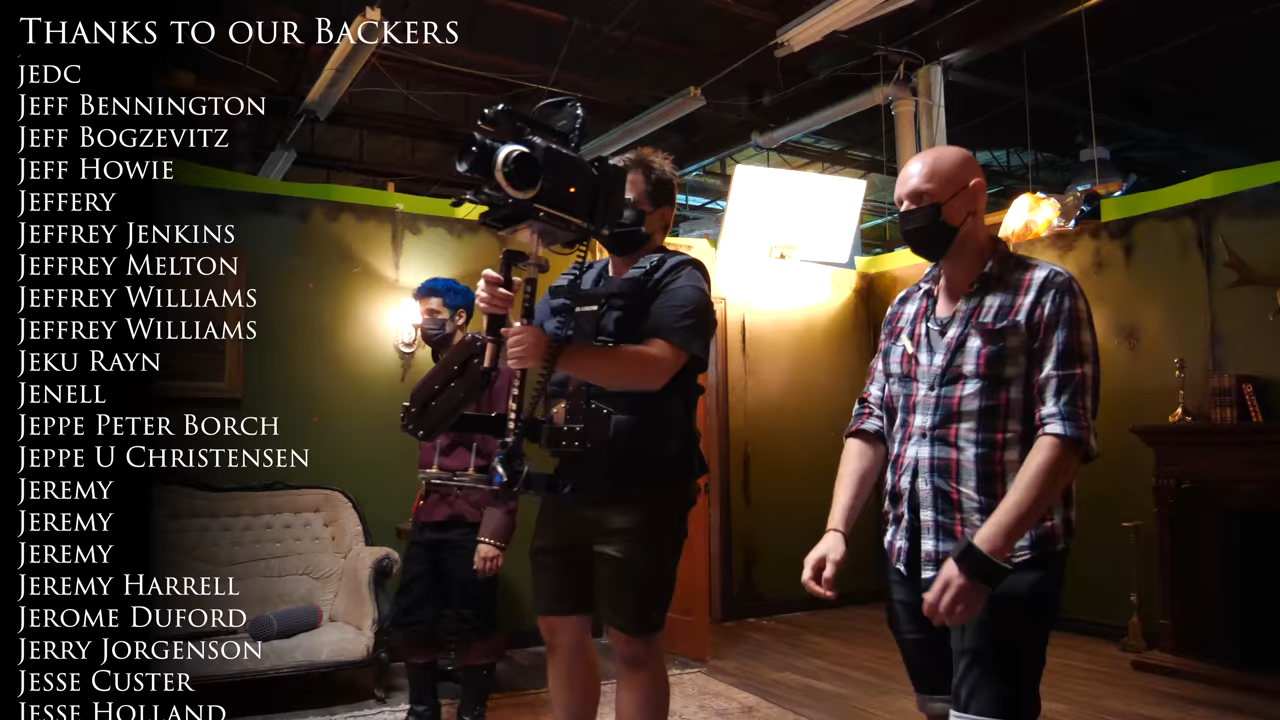 Thanks to our Backers
JEDC
Jeff Bennington
Jeff Bogzevitz
Jeff Howie
Jeffery
Jeffrey Jenkins
Jeffrey Melton
Jeffrey Williams
Jeffrey Williams
Jeku Rayn
Jenell
Jeppe Peter Borch
Jeppe U Christensen
Jeremy
Jeremy
Jeremy
Jeremy Harrell
Jerome Duford
Jerry Jorgenson
Jesse Custer
Jesse Holland